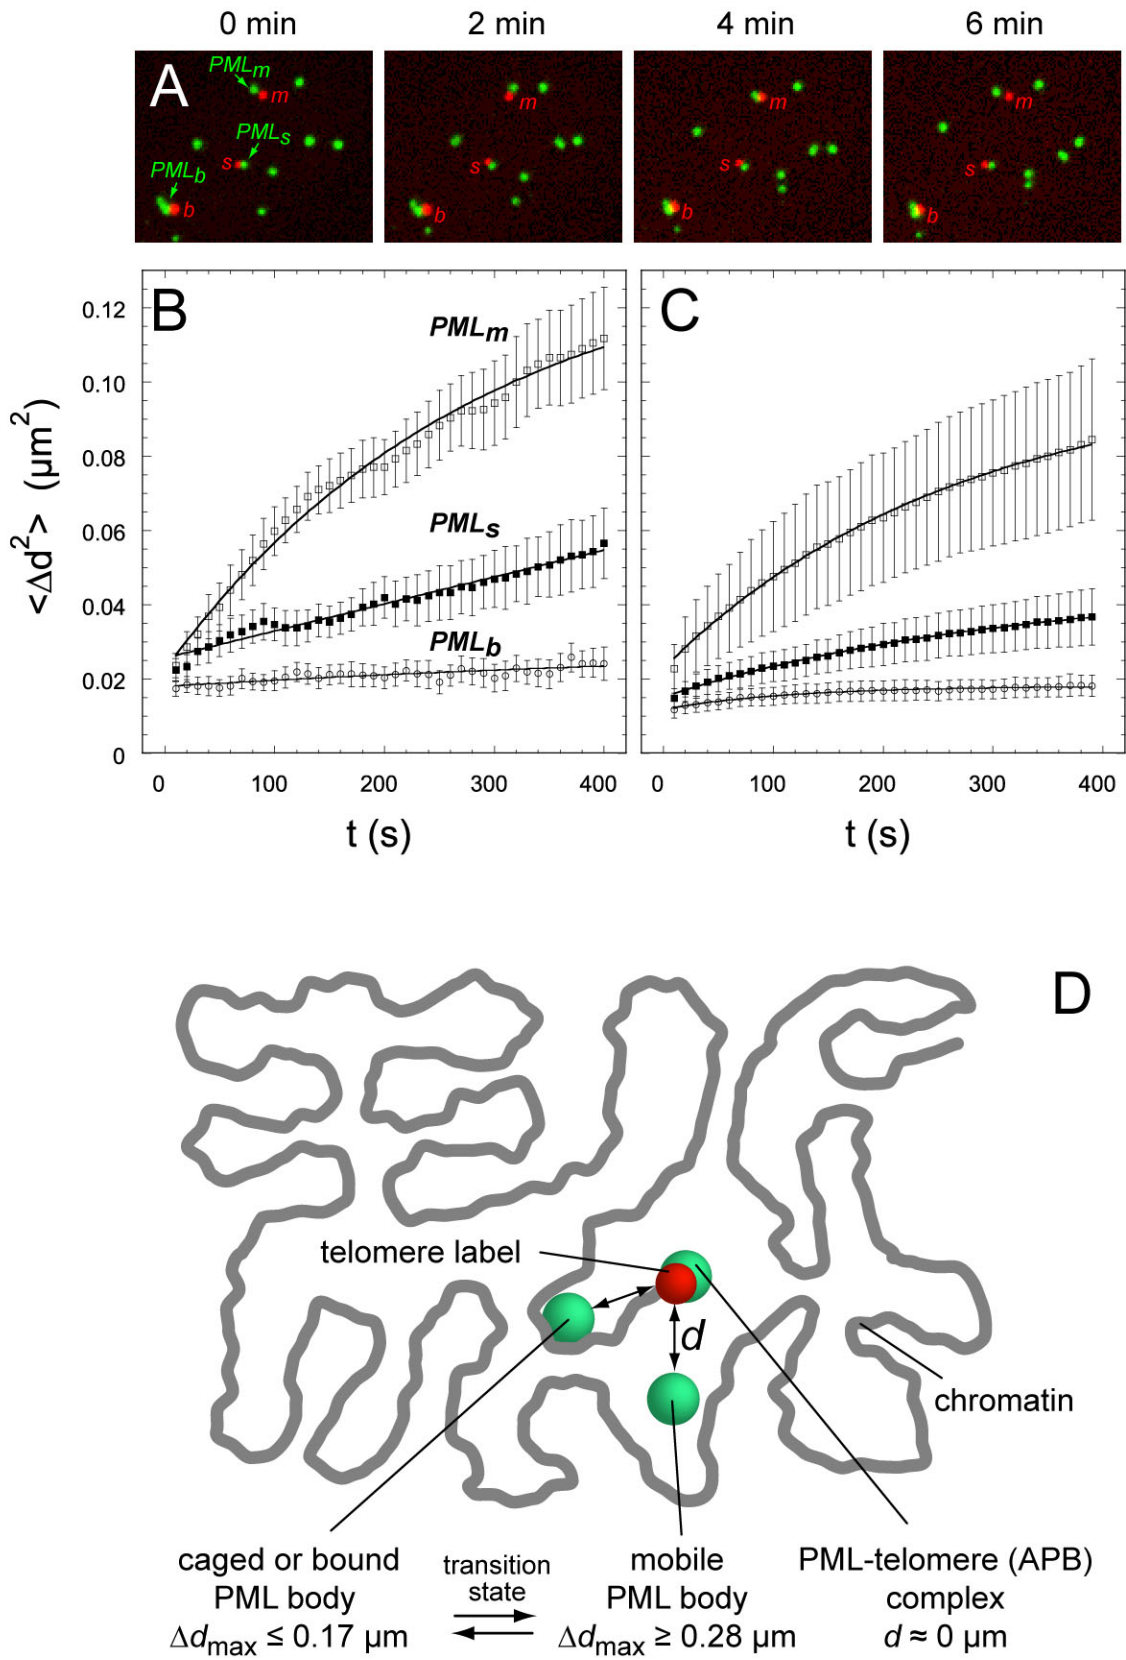 0 min 2 min 4 min 6 min
A
PMLm
m
PMLs
s
PMLb
b
m
s
b
m
s
b
m
s
b
B
C
<Δd²> (µm²)
0.12
0.10
0.08
0.06
0.04
0.02
0
PMLm
PMLs
PMLb
0 100 200 300 400
0 100 200 300 400
t (s)
t (s)
D
telomere label
d
chromatin
caged or bound
PML body
Δdmax ≤ 0.17 µm
transition
state
mobile
PML body
Δdmax ≥ 0.28 µm
PML-telomere (APB)
complex
d ≈ 0 µm